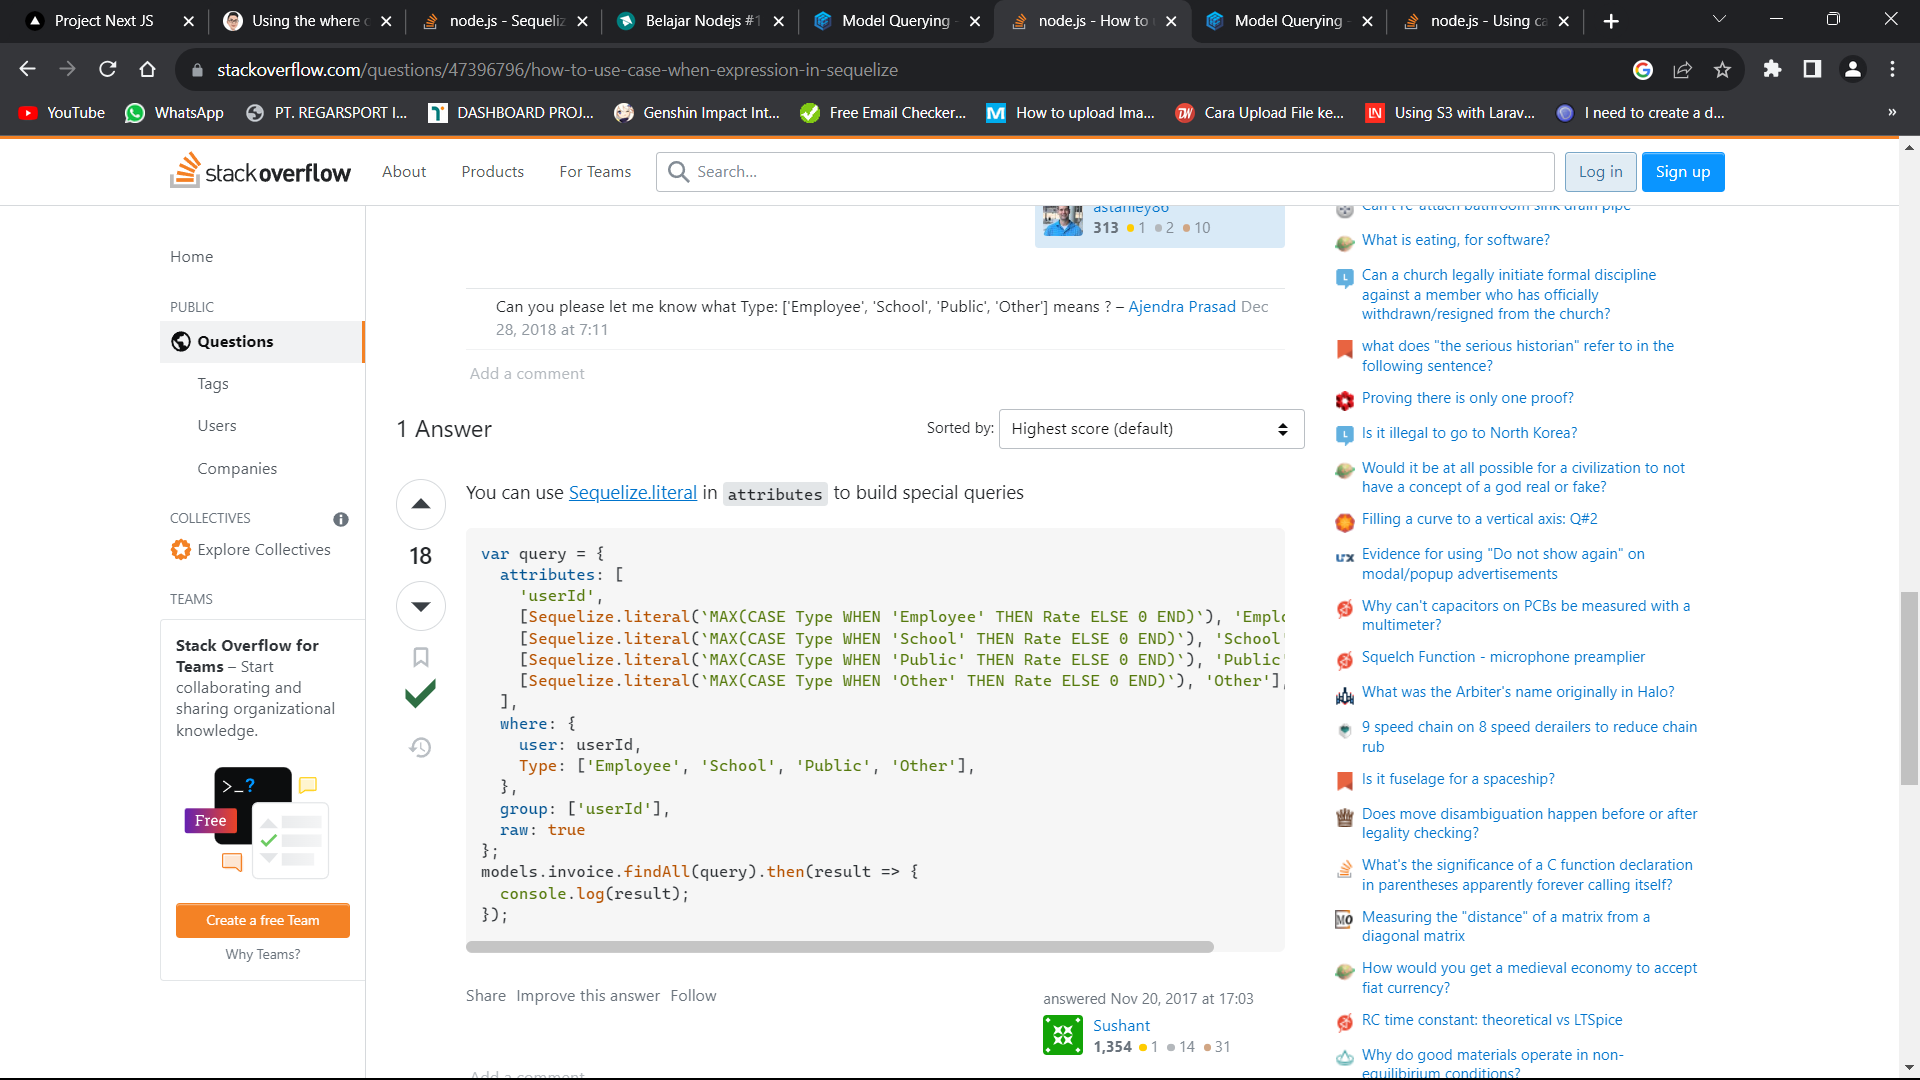 Project Next JS
Using the where c
node.js - Sequeliz
Belajar Nodejs #1
Model Querying -
node.js - How to u
Model Querying -
node.js - Using ca
stackoverflow.com/questions/47396796/how-to-use-case-when-expression-in-sequelize
YouTube
WhatsApp
PT. REGARSPORT I...
DASHBOARD PROJ...
Genshin Impact Int...
Free Email Checker...
How to upload Ima...
Cara Upload File ke...
Using S3 with Larav...
I need to create a d...
»
stackoverflow
About
Products
For Teams
Search...
Log in
Sign up
Home
PUBLIC
Questions
Tags
Users
Companies
COLLECTIVES
Explore Collectives
TEAMS
Stack Overflow for
Teams – Start
collaborating and
sharing organizational
knowledge.
>_?
Free
Create a free Team
Why Teams?
astanley86
313 1 2 10
Can you please let me know what Type: ['Employee', 'School', 'Public', 'Other'] means ? – Ajendra Prasad Dec
28, 2018 at 7:11
Add a comment
1 Answer
Sorted by:
Highest score (default)
18
You can use Sequelize.literal in attributes to build special queries
var query = {
attributes: [
'userId',
[Sequelize.literal(`MAX(CASE Type WHEN 'Employee' THEN Rate ELSE 0 END)`), 'Emplo
[Sequelize.literal(`MAX(CASE Type WHEN 'School' THEN Rate ELSE 0 END)`), 'School'
[Sequelize.literal(`MAX(CASE Type WHEN 'Public' THEN Rate ELSE 0 END)`), 'Public'
[Sequelize.literal(`MAX(CASE Type WHEN 'Other' THEN Rate ELSE 0 END)`), 'Other'],
],
where: {
user: userId,
Type: ['Employee', 'School', 'Public', 'Other'],
},
group: ['userId'],
raw: true
};
models.invoice.findAll(query).then(result => {
console.log(result);
});
Share Improve this answer Follow
answered Nov 20, 2017 at 17:03
Sushant
1,354 1 14 31
Add a comment
Can't re-attach bathroom sink drain pipe
What is eating, for software?
Can a church legally initiate formal discipline
against a member who has officially
withdrawn/resigned from the church?
what does "the serious historian" refer to in the
following sentence?
Proving there is only one proof?
Is it illegal to go to North Korea?
Would it be at all possible for a civilization to not
have a concept of a god real or fake?
Filling a curve to a vertical axis: Q#2
Evidence for using "Do not show again" on
modal/popup advertisements
Why can't capacitors on PCBs be measured with a
multimeter?
Squelch Function - microphone preamplier
What was the Arbiter's name originally in Halo?
9 speed chain on 8 speed derailers to reduce chain
rub
Is it fuselage for a spaceship?
Does move disambiguation happen before or after
legality checking?
What's the significance of a C function declaration
in parentheses apparently forever calling itself?
Measuring the "distance" of a matrix from a
diagonal matrix
How would you get a medieval economy to accept
fiat currency?
RC time constant: theoretical vs LTSpice
Why do good materials operate in non-
equilibirium conditions?